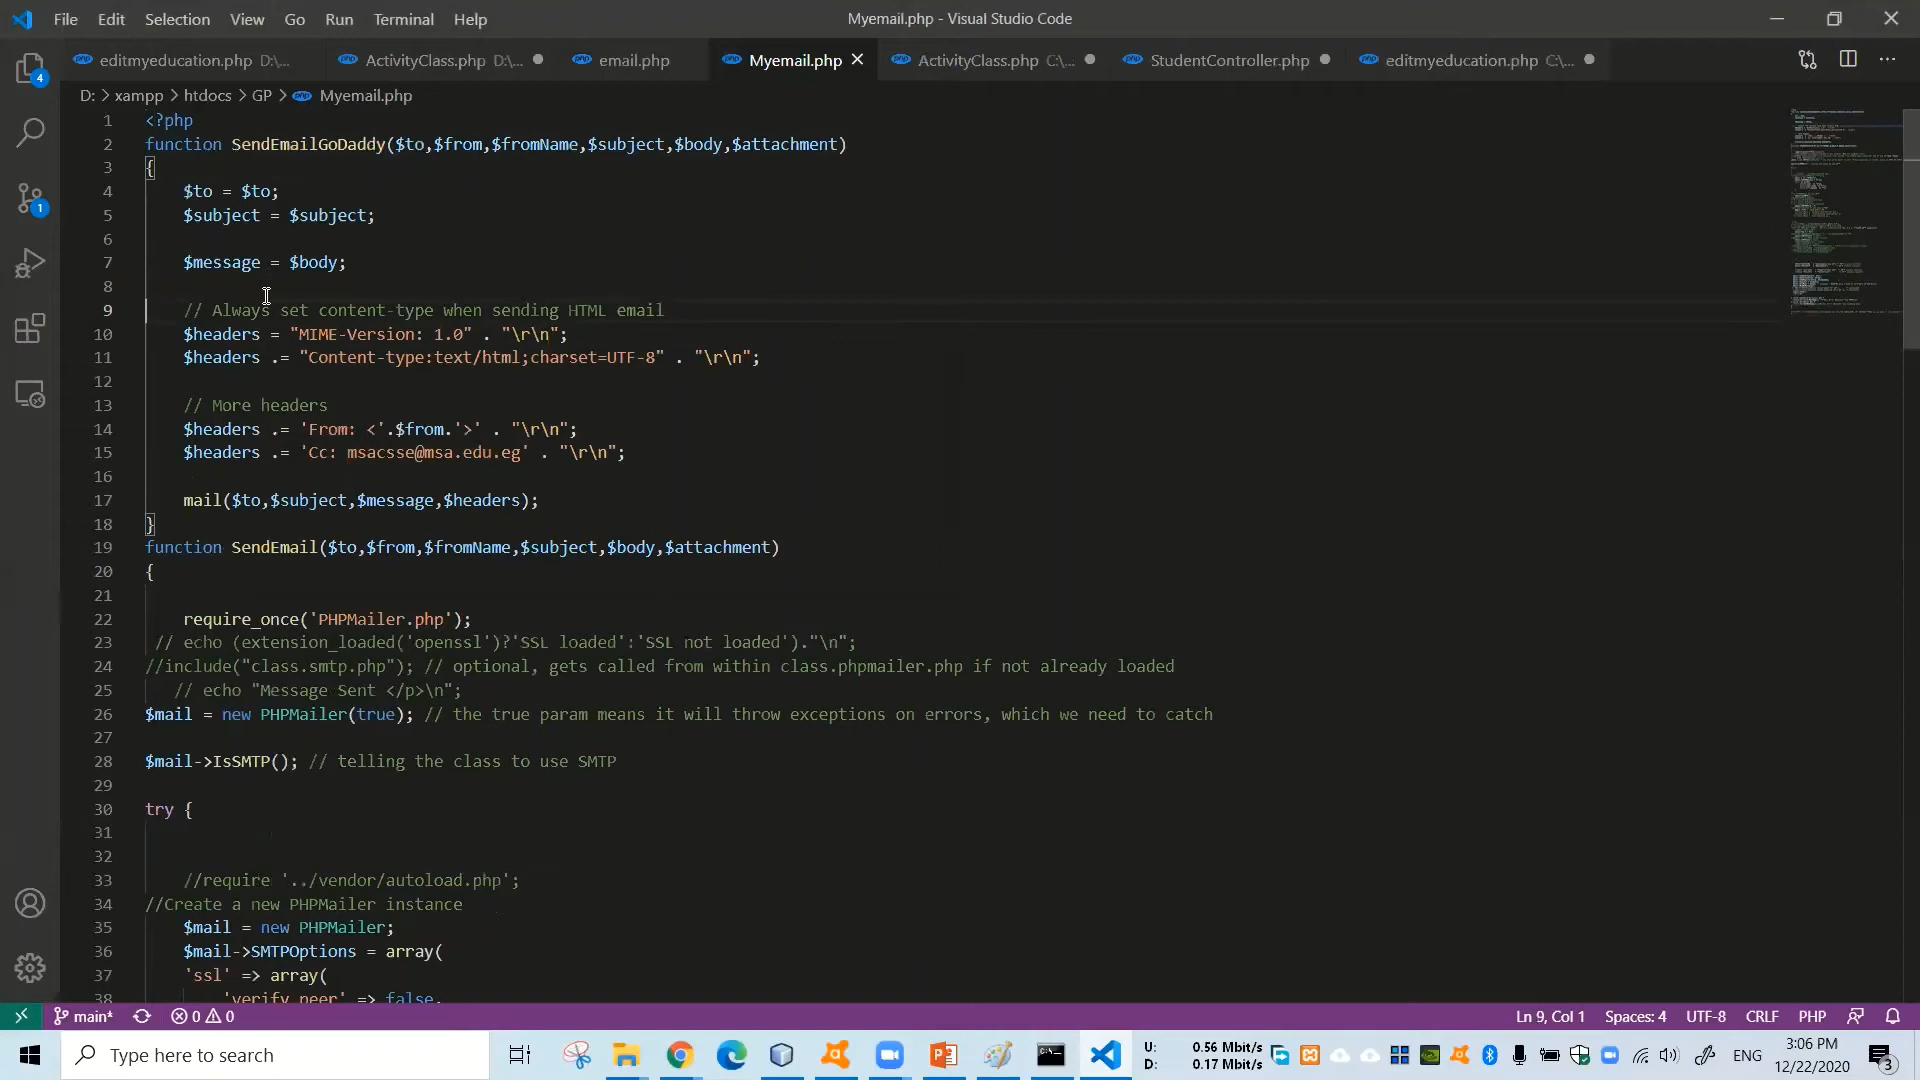 File Edit Selection View Go Run Terminal Help
Myemail.php - Visual Studio Code
editmyeducation.php D:\... ActivityClass.php D:\... email.php Myemail.php ActivityClass.php C:\... StudentController.php editmyeducation.php C:\...
D: > xampp > htdocs > GP > Myemail.php
1 <?php
2 function SendEmailGoDaddy($to,$from,$fromName,$subject,$body,$attachment)
3 {
4 $to = $to;
5 $subject = $subject;
6
7 $message = $body;
8
9 // Always set content-type when sending HTML email
10 $headers = "MIME-Version: 1.0" . "\r\n";
11 $headers .= "Content-type:text/html;charset=UTF-8" . "\r\n";
12
13 // More headers
14 $headers .= 'From: <'.$from.'>' . "\r\n";
15 $headers .= 'Cc: msacsse@msa.edu.eg' . "\r\n";
16
17 mail($to,$subject,$message,$headers);
18 }
19 function SendEmail($to,$from,$fromName,$subject,$body,$attachment)
20 {
21
22 require_once('PHPMailer.php');
23 // echo (extension_loaded('openssl')?'SSL loaded':'SSL not loaded')."\n";
24 //include("class.smtp.php"); // optional, gets called from within class.phpmailer.php if not already loaded
25 // echo "Message Sent </p>\n";
26 $mail = new PHPMailer(true); // the true param means it will throw exceptions on errors, which we need to catch
27
28 $mail->IsSMTP(); // telling the class to use SMTP
29
30 try {
31
32
33 //require '../vendor/autoload.php';
34 //Create a new PHPMailer instance
35 $mail = new PHPMailer;
36 $mail->SMTPOptions = array(
37 'ssl' => array(
38 'verify_peer' => false,
4
1
main* 0 0 Ln 9, Col 1 Spaces: 4 UTF-8 CRLF PHP
Type here to search
U: 0.56 Mbit/s
D: 0.17 Mbit/s
ENG
3:06 PM
12/22/2020
3